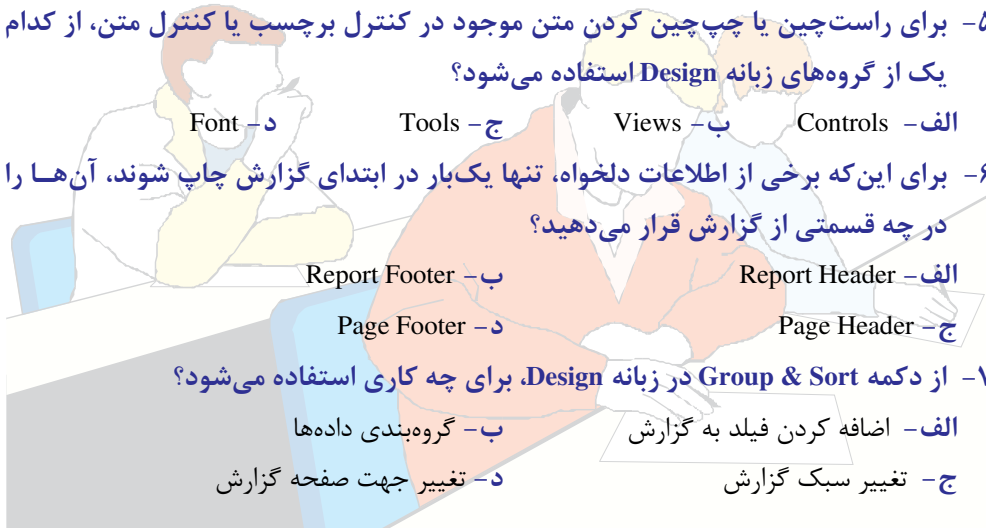 ۵- برای راست‌چین یا چپ‌چین کردن متن موجود در کنترل برچسب یا کنترل متن، از کدام
یک از گروه‌های زبانه Design استفاده می‌شود؟
الف- Controls ب- Views ج- Tools د- Font
۶- برای این‌که برخی از اطلاعات دلخواه، تنها یک‌بار در ابتدای گزارش چاپ شوند، آن‌هــا را
در چه قسمتی از گزارش قرار می‌دهید؟
الف- Report Header ب- Report Footer
ج- Page Header د- Page Footer
۷- از دکمه Group & Sort در زبانه Design، برای چه کاری استفاده می‌شود؟
الف- اضافه کردن فیلد به گزارش ب- گروه‌بندی داده‌ها
ج- تغییر سبک گزارش د- تغییر جهت صفحه گزارش